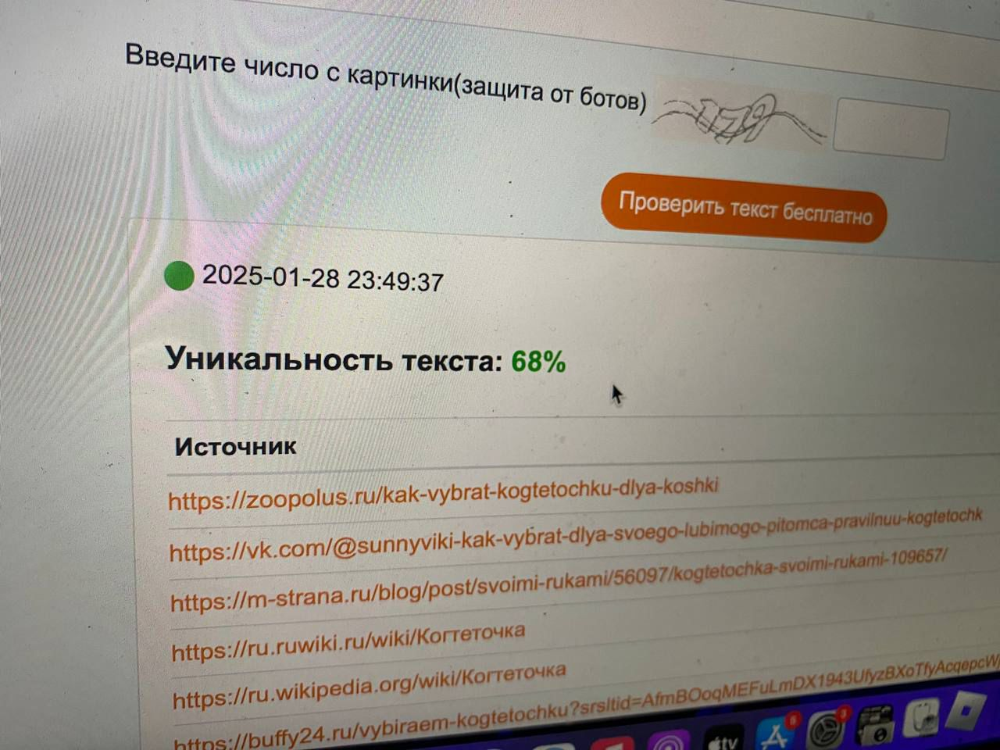 Введите число с картинки(защита от ботов)
Проверить текст бесплатно
2025-01-28 23:49:37
Уникальность текста: 68%
Источник
https://zoopolus.ru/kak-vybrat-kogtetochku-dlya-koshki
https://vk.com/@sunnyviki-kak-vybrat-dlya-svoego-lubimogo-pitomca-pravilnuu-kogtetochk
https://m-strana.ru/blog/post/svoimi-rukami/56097/kogtetochka-svoimi-rukami-109657/
https://ru.ruwiki.ru/wiki/Когтеточка
https://ru.wikipedia.org/wiki/Когтеточка
https://buffy24.ru/vybiraem-kogtetochku?srsltid=AfmBOoqMEFuLmDX1943UfyzBXoTfyAcqepcW
tv